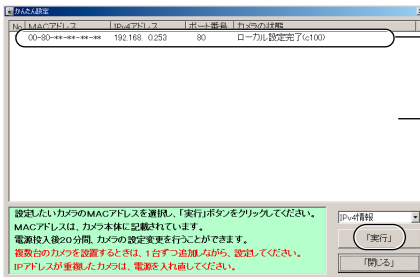 かんたん設定
No. MACアドレス IPv4アドレス ポート番号 カメラの状態
00-80-**-**-**-** 192.168. 0.253 80 ローカル設定完了(c100)
設定したいカメラのMACアドレスを選択し、「実行」ボタンをクリックしてください。
MACアドレスは、カメラ本体に記載されています。
電源投入後20分間、カメラの設定変更を行うことができます。
複数台のカメラを設置するときは、1台ずつ追加しながら、設定してください。
IPアドレスが重複したカメラは、電源を入れ直してください。
IPv4情報
「実行」
「閉じる」